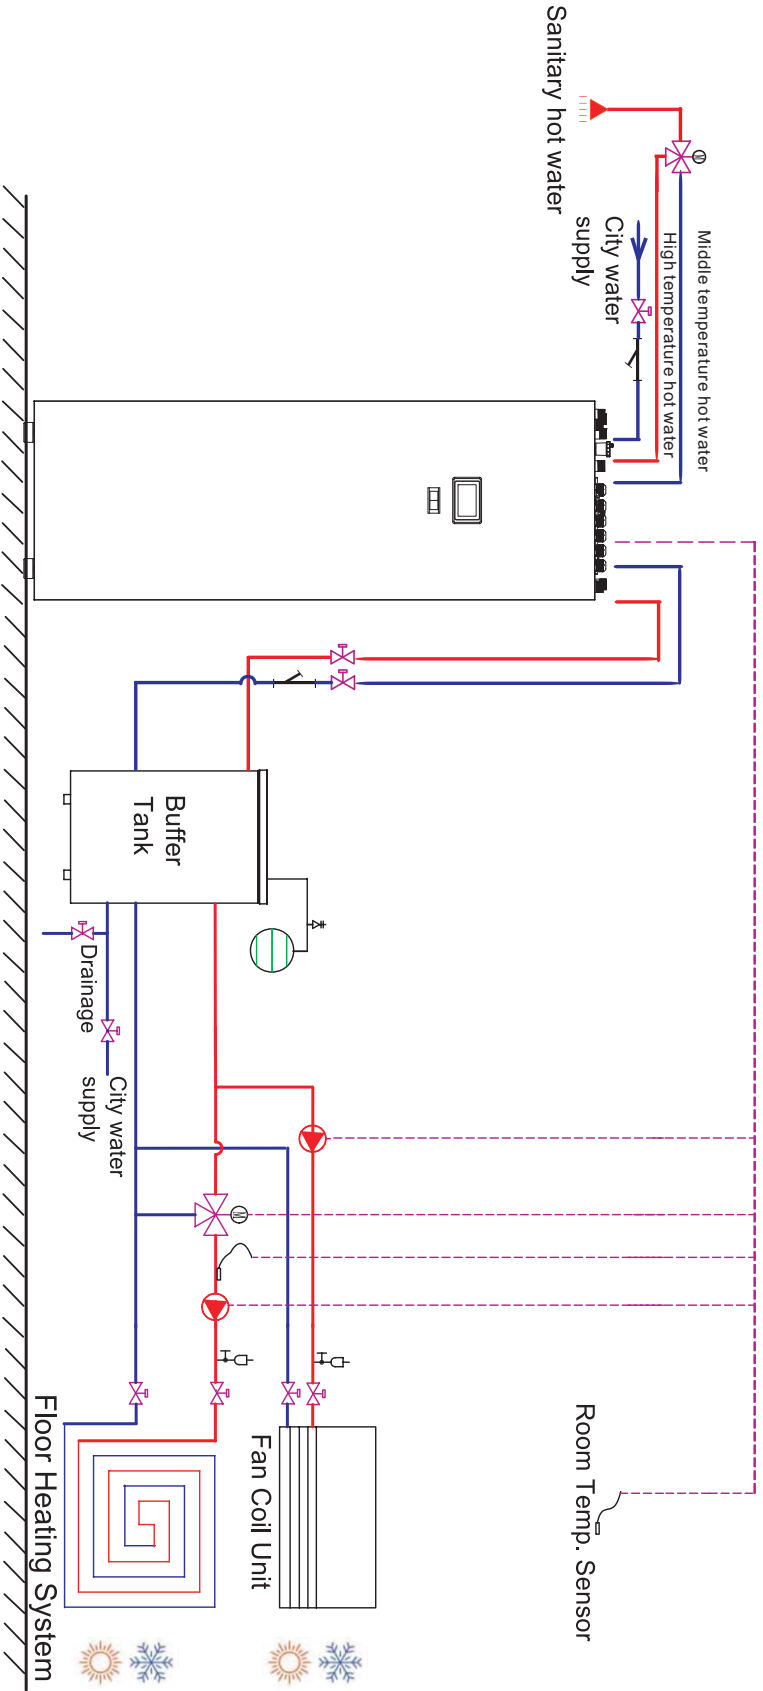 Middle temperature hot water
High temperature hot water
City water
supply
Sanitary hot water
M
Buffer
Tank
Drainage
City water
supply
M
Room Temp. Sensor
Fan Coil Unit
Floor Heating System